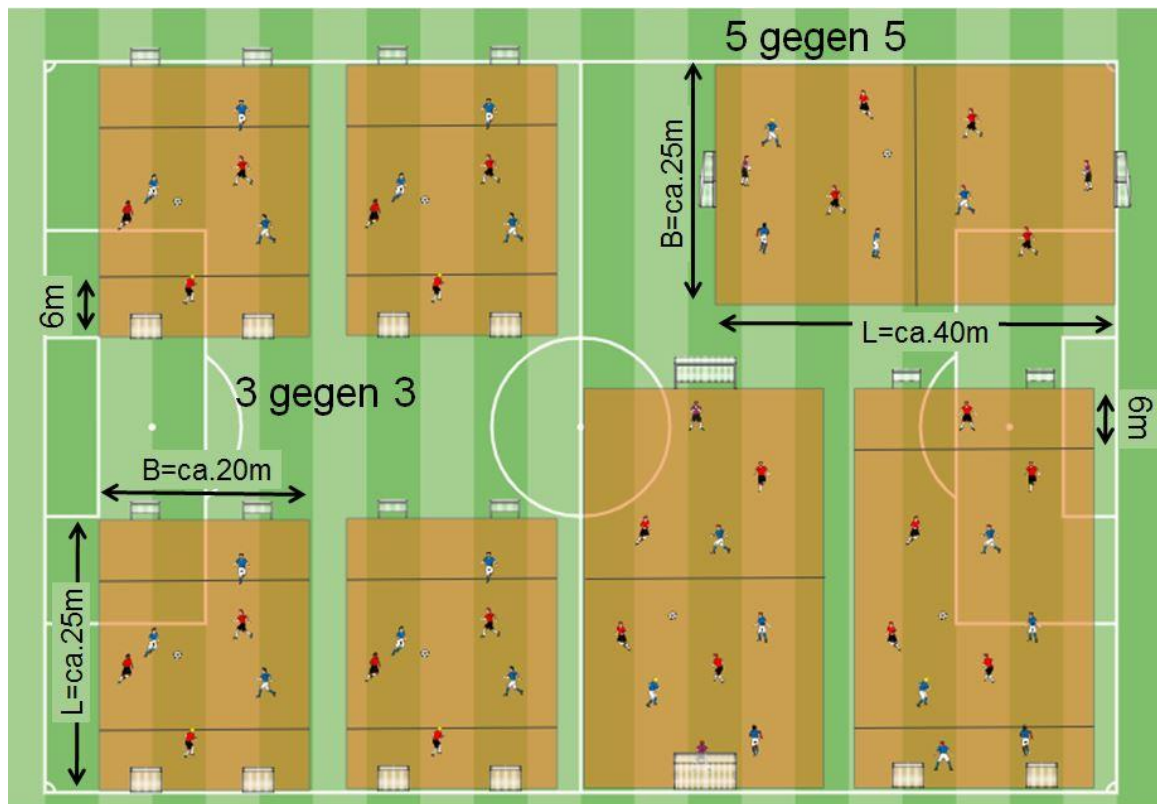 5 gegen 5
B=ca.25m
6m
L=ca.40m
3 gegen 3
6m
B=ca.20m
L=ca.25m